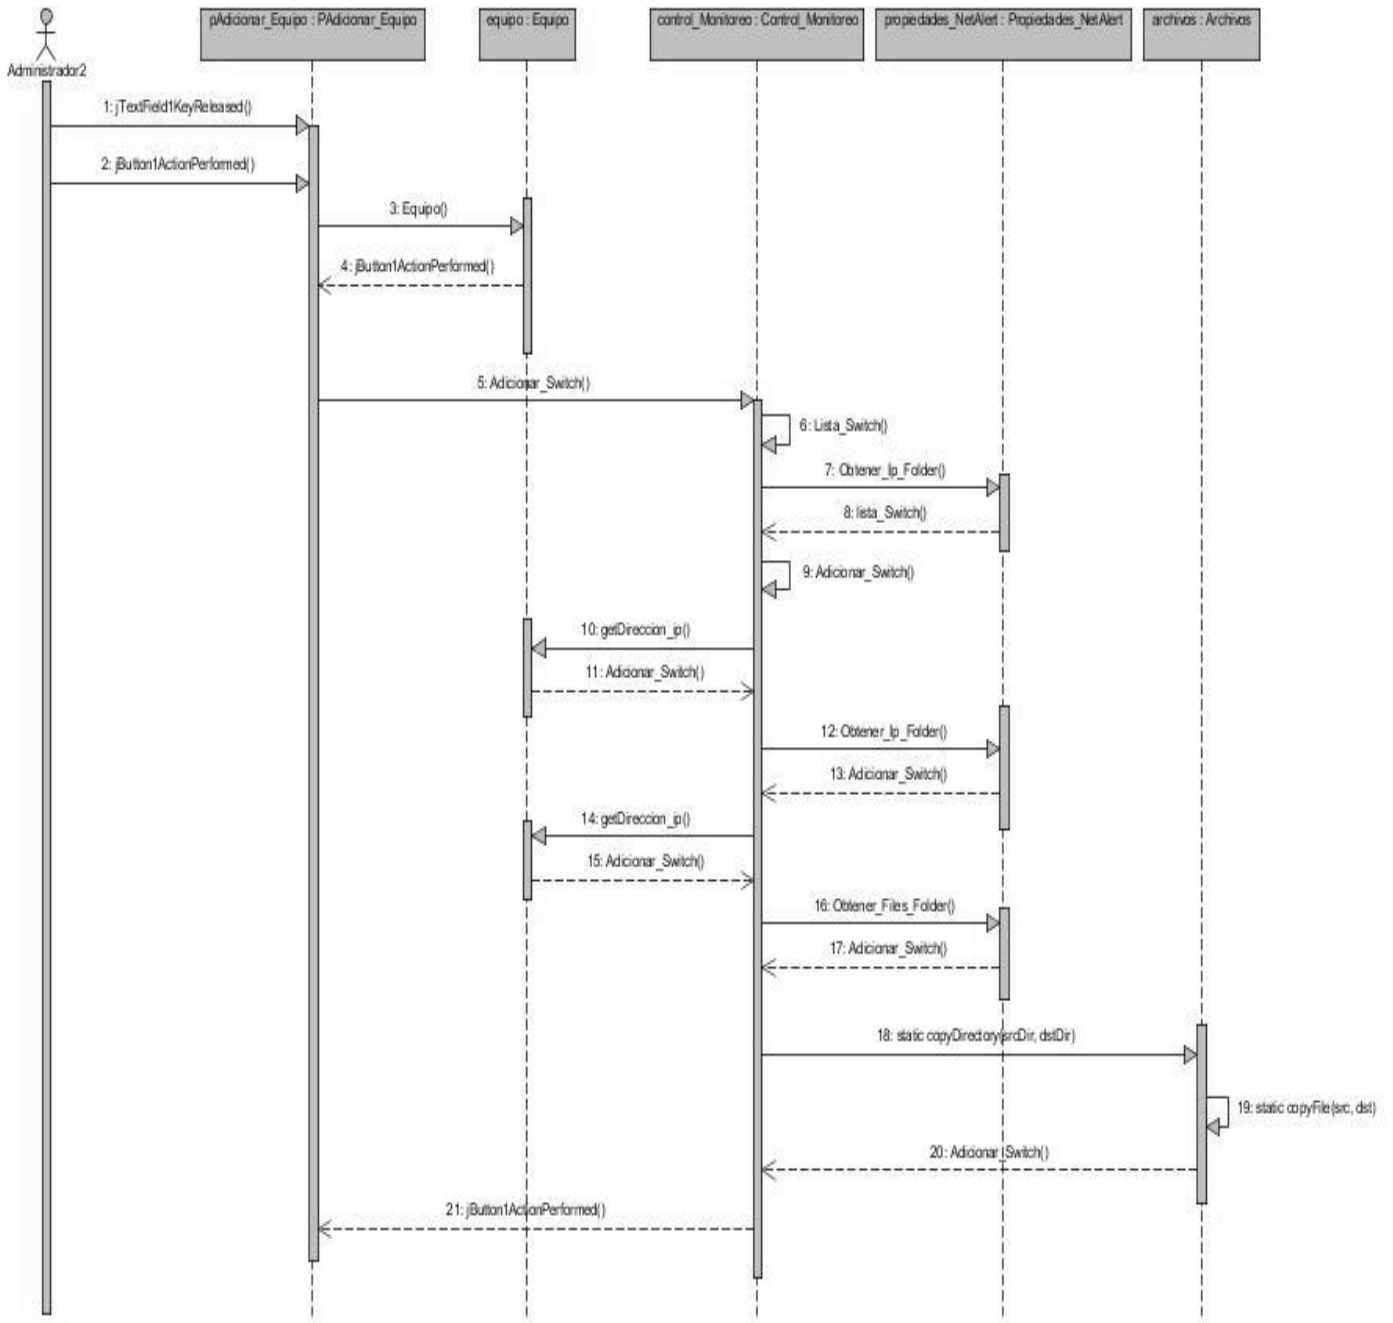 pAdicionar_Equipo : PAdicionar_Equipo
equipo : Equipo
control_Monitoreo : Control_Monitoreo
propiedades_NetAlert : Propiedades_NetAlert
archivos : Archivos
Administrador2
1: jTextField1KeyReleased()
2: jButton1ActionPerformed()
3: Equipo()
4: jButton1ActionPerformed()
5: Adicionar_Switch()
6: Lista_Switch()
7: Obtener_Ip_Folder()
8: lista_Switch()
9: Adicionar_Switch()
10: getDireccion_ip()
11: Adicionar_Switch()
12: Obtener_Ip_Folder()
13: Adicionar_Switch()
14: getDireccion_ip()
15: Adicionar_Switch()
16: Obtener_Files_Folder()
17: Adicionar_Switch()
18: static copyDirectory(srcDir, dstDir)
19: static copyFile(src, dst)
20: Adicionar_Switch()
21: jButton1ActionPerformed()